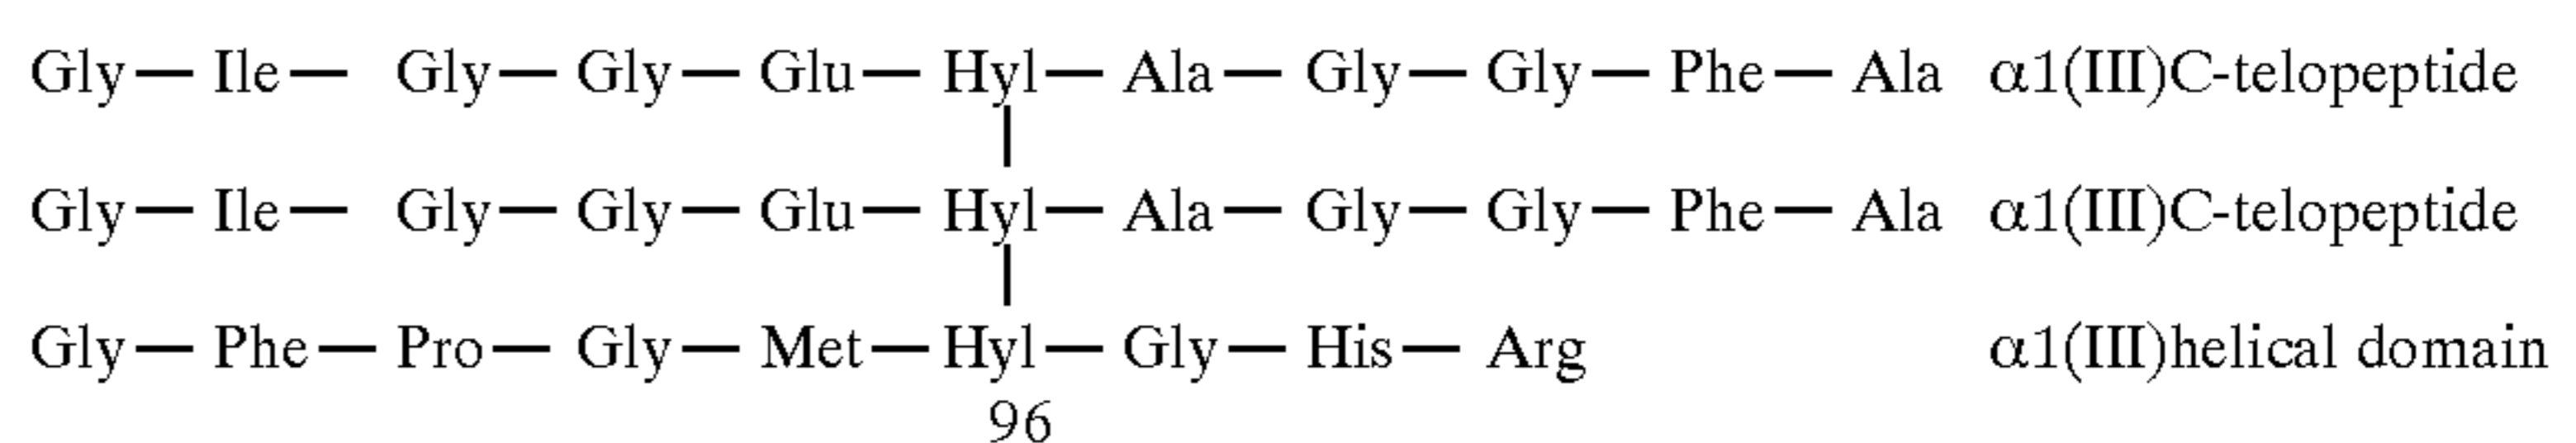 Gly — Ile — Gly — Gly — Glu — Hyl — Ala — Gly — Gly — Phe — Ala α1(III)C-telopeptide
Gly — Ile — Gly — Gly — Glu — Hyl — Ala — Gly — Gly — Phe — Ala α1(III)C-telopeptide
Gly — Phe — Pro — Gly — Met — Hyl — Gly — His — Arg α1(III)helical domain
96